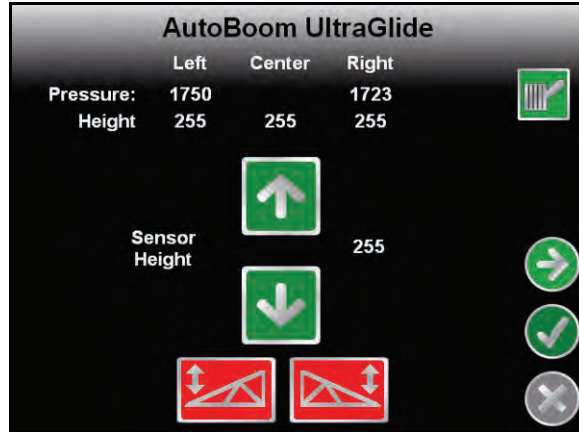 AutoBoom UltraGlide
Left Center Right
Pressure: 1750 1723
Height 255 255 255
Sensor
Height 255